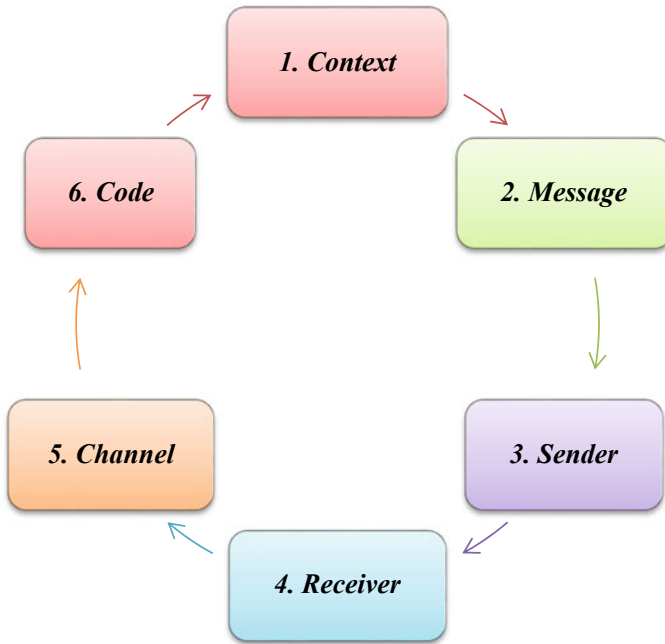 1. Context
2. Message
3. Sender
4. Receiver
5. Channel
6. Code